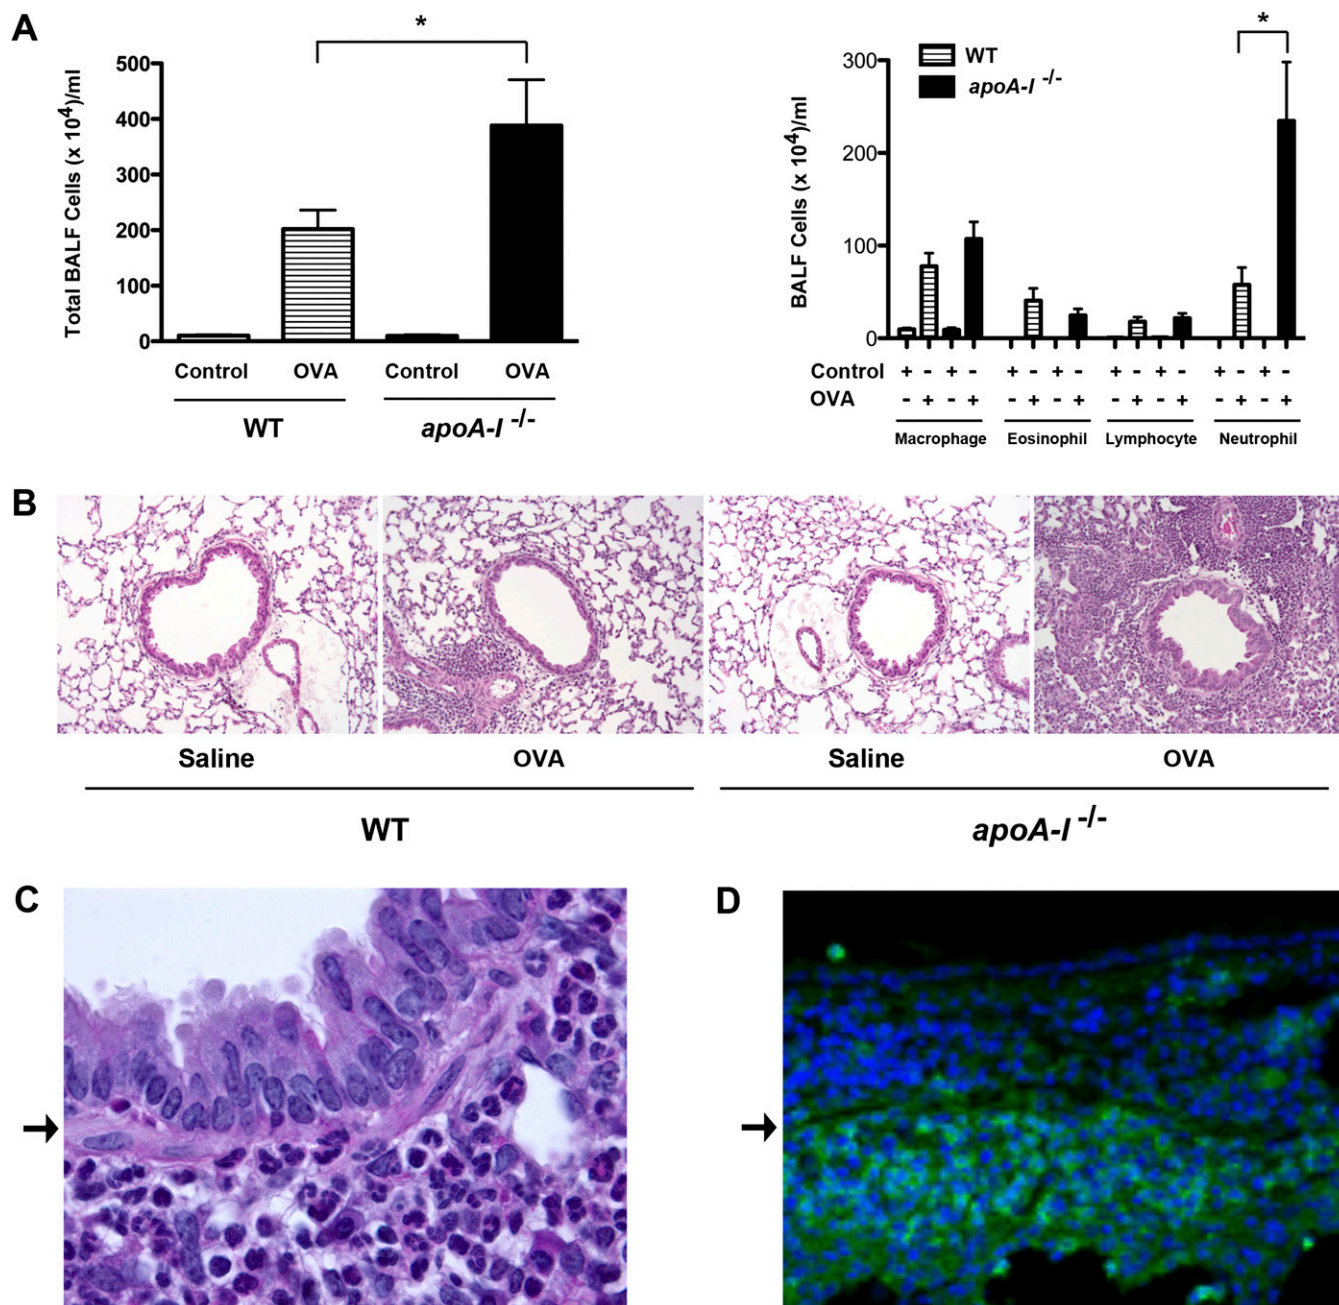 A
*
500
400
300
200
100
0
Total BALF Cells (x 10⁴)/ml
Control OVA Control OVA
WT apoA-I -/-
*
WT
apoA-I -/-
300
200
100
0
BALF Cells (x 10⁴)/ml
Control + - + - + - + - + - + - + - + -
OVA - + - + - + - + - + - + - + - +
Macrophage Eosinophil Lymphocyte Neutrophil
B
Saline OVA Saline OVA
WT apoA-I -/-
C D